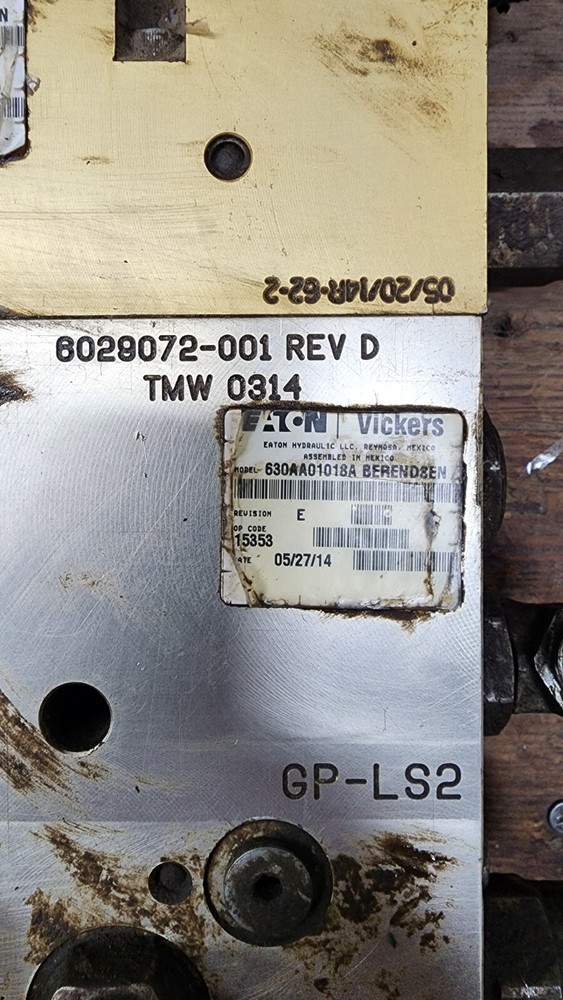 N
05/20/14R-62-2
6029072-001 REV D
TMW 0314
EATON Vickers
EATON HYDRAULIC LLC. REYNOSA, MEXICO
ASSEMBLED IN MEXICO
MODEL 630AA01018A BERENDSEN
REVISION E
OP CODE
15353
DATE 05/27/14
GP-LS2